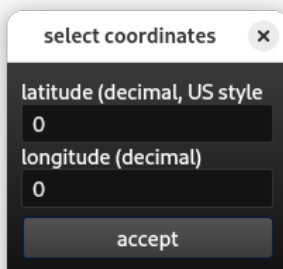 select coordinates
latitude (decimal, US style
0
longitude (decimal)
0
accept